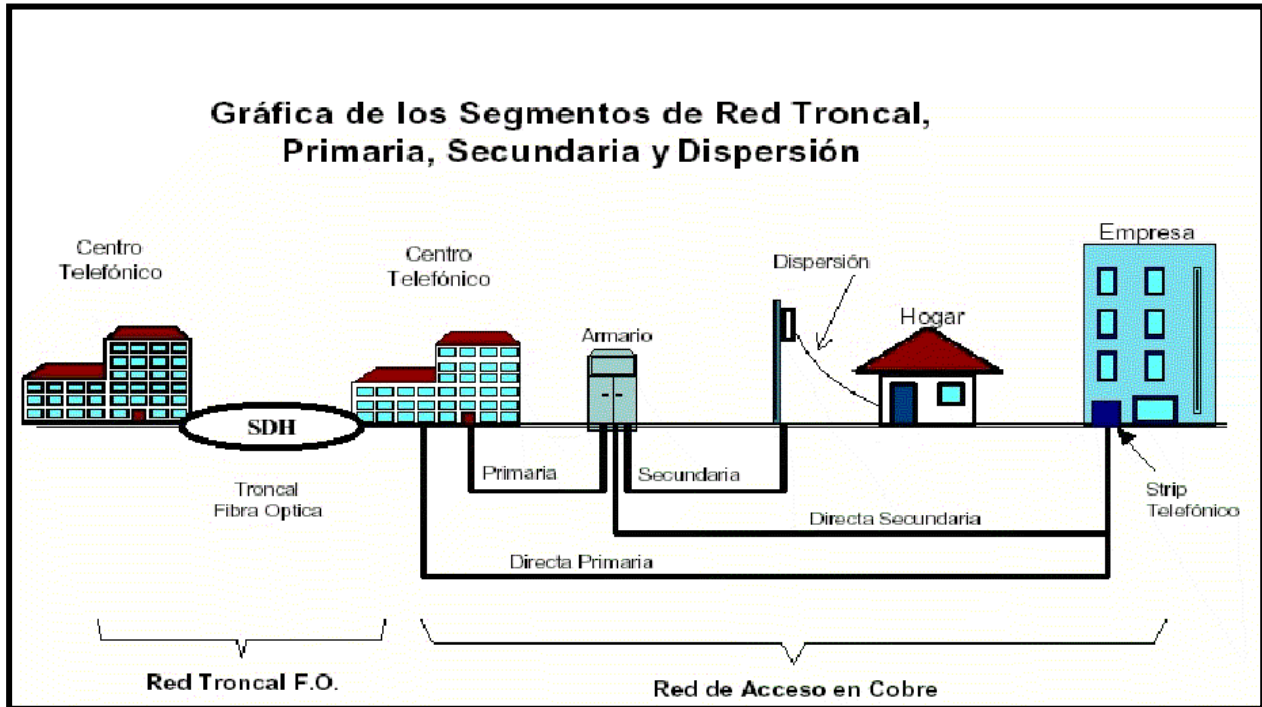 Gráfica de los Segmentos de Red Troncal,
Primaria, Secundaria y Dispersión
Centro
Telefónico
Centro
Telefónico
Armario
Dispersión
Hogar
Empresa
SDH
Troncal
Fibra Optica
Primaria
Secundaria
Directa Secundaria
Directa Primaria
Strip
Telefónico
Red Troncal F.O.
Red de Acceso en Cobre